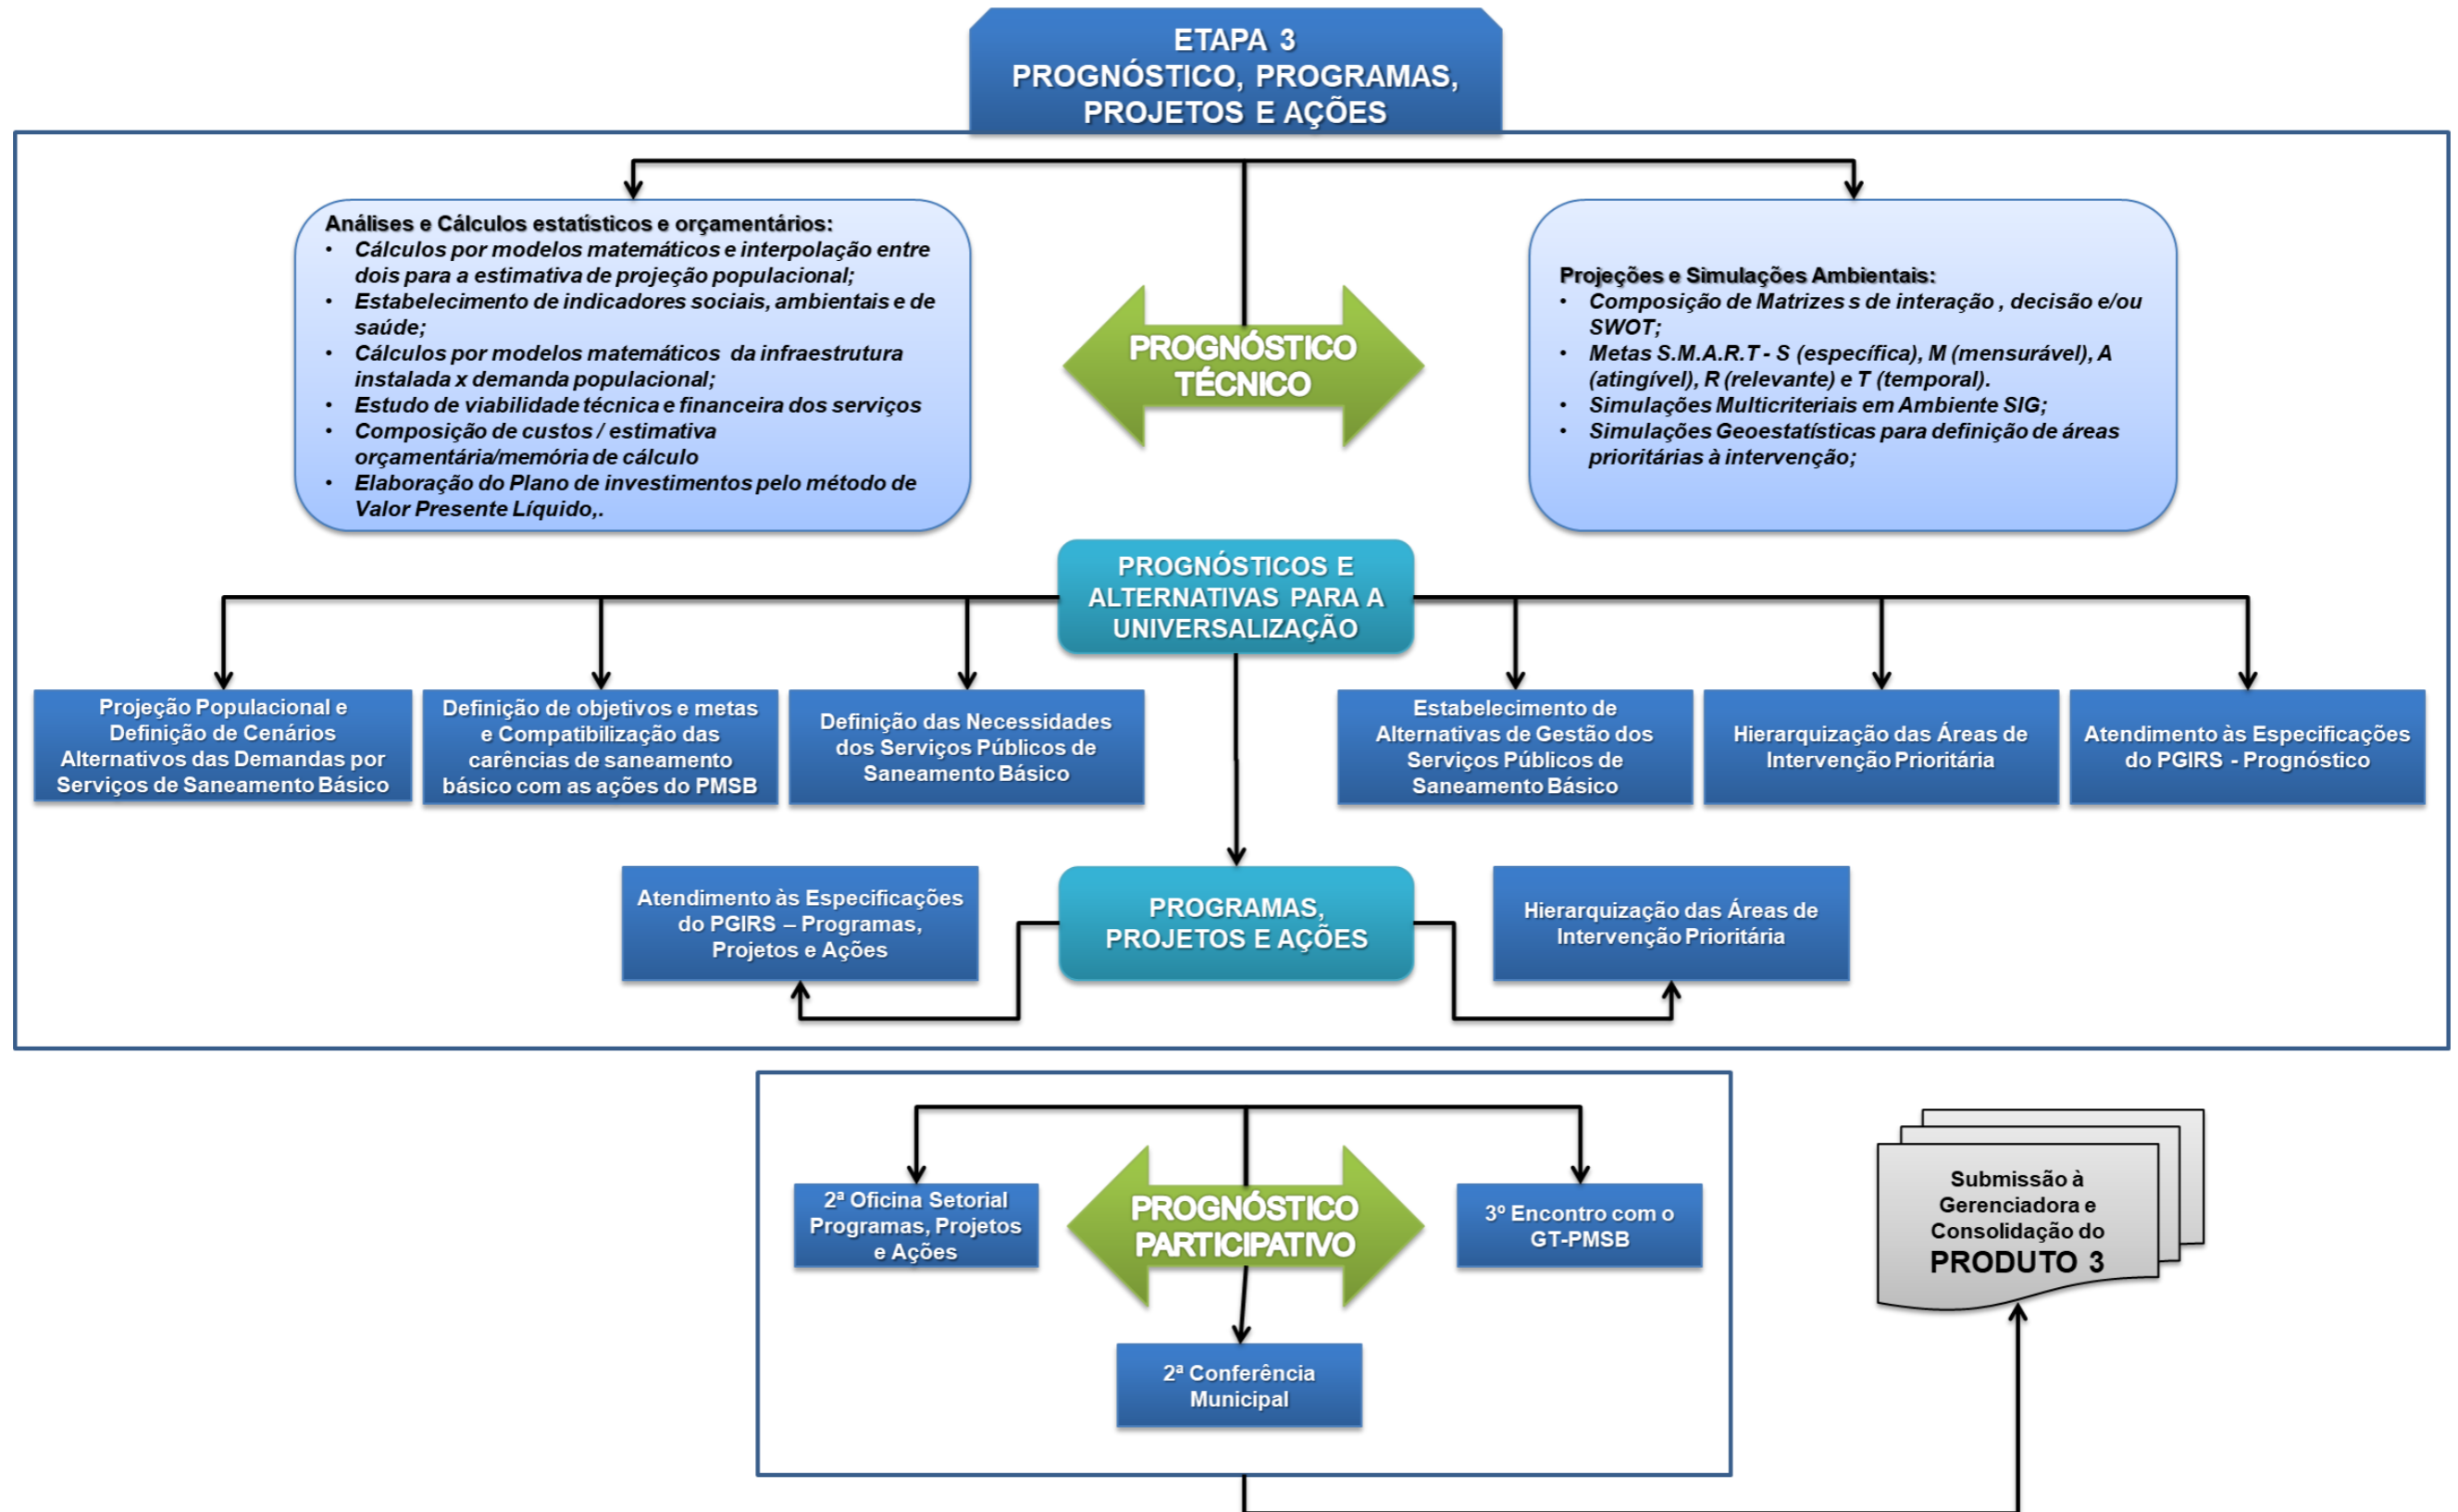 ETAPA 3
PROGNÓSTICO, PROGRAMAS,
PROJETOS E AÇÕES
Análises e Cálculos estatísticos e orçamentários:
• Cálculos por modelos matemáticos e interpolação entre
dois para a estimativa de projeção populacional;
• Estabelecimento de indicadores sociais, ambientais e de
saúde;
• Cálculos por modelos matemáticos da infraestrutura
instalada x demanda populacional;
• Estudo de viabilidade técnica e financeira dos serviços
• Composição de custos / estimativa
orçamentária/memória de cálculo
• Elaboração do Plano de investimentos pelo método de
Valor Presente Líquido,.
PROGNÓSTICO
TÉCNICO
Projeções e Simulações Ambientais:
• Composição de Matrizes s de interação , decisão e/ou
SWOT;
• Metas S.M.A.R.T - S (específica), M (mensurável), A
(atingível), R (relevante) e T (temporal).
• Simulações Multicriteriais em Ambiente SIG;
• Simulações Geoestatísticas para definição de áreas
prioritárias à intervenção;
PROGNÓSTICOS E
ALTERNATIVAS PARA A
UNIVERSALIZAÇÃO
Projeção Populacional e
Definição de Cenários
Alternativos das Demandas por
Serviços de Saneamento Básico
Definição de objetivos e metas
e Compatibilização das
carências de saneamento
básico com as ações do PMSB
Definição das Necessidades
dos Serviços Públicos de
Saneamento Básico
Estabelecimento de
Alternativas de Gestão dos
Serviços Públicos de
Saneamento Básico
Hierarquização das Áreas de
Intervenção Prioritária
Atendimento às Especificações
do PGIRS - Prognóstico
Atendimento às Especificações
do PGIRS – Programas,
Projetos e Ações
PROGRAMAS,
PROJETOS E AÇÕES
Hierarquização das Áreas de
Intervenção Prioritária
2ª Oficina Setorial
Programas, Projetos
e Ações
PROGNÓSTICO
PARTICIPATIVO
3º Encontro com o
GT-PMSB
2ª Conferência
Municipal
Submissão à
Gerenciadora e
Consolidação do
PRODUTO 3